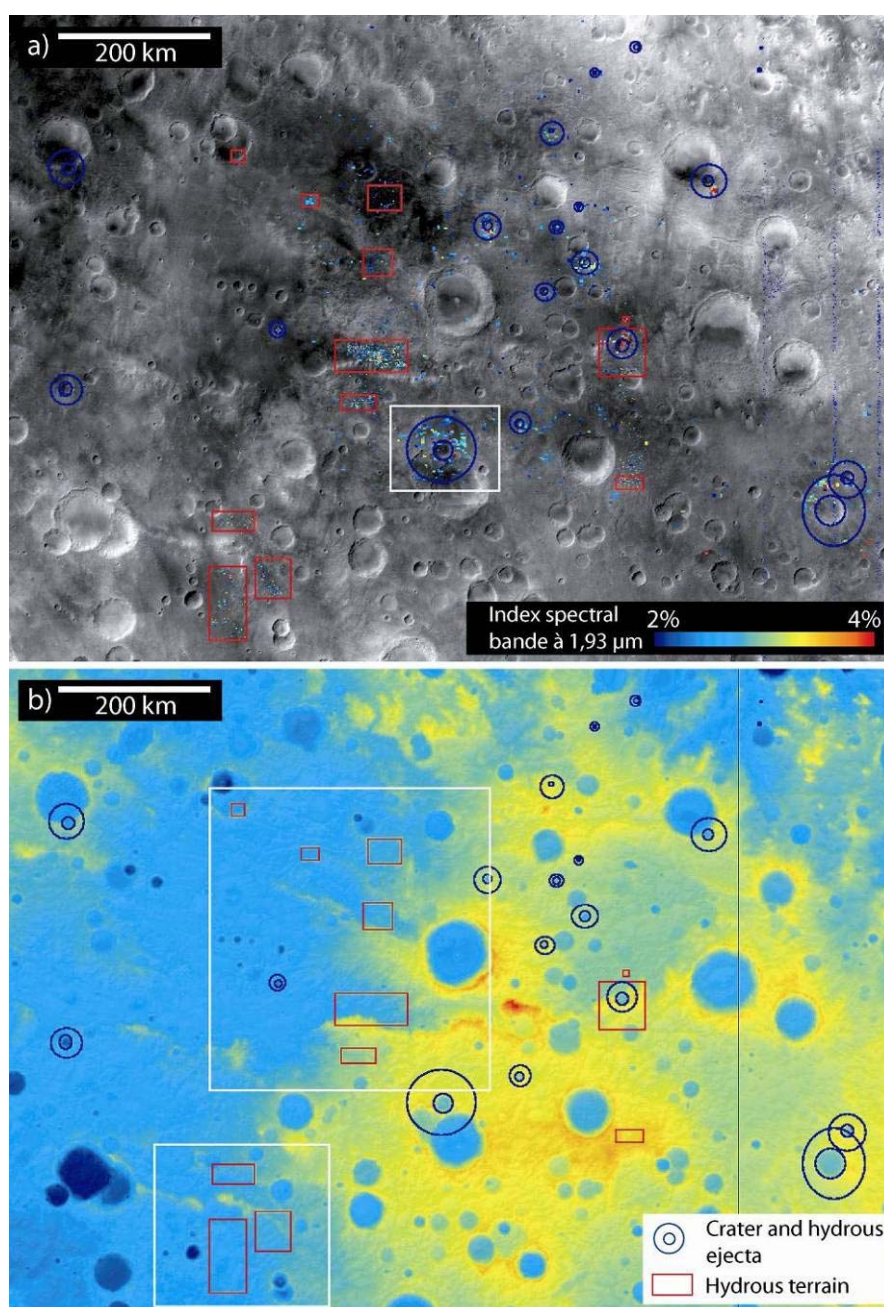 a)
200 km
Index spectral 2% 4%
bande à 1,93 µm
b)
200 km
Crater and hydrous
ejecta
Hydrous terrain